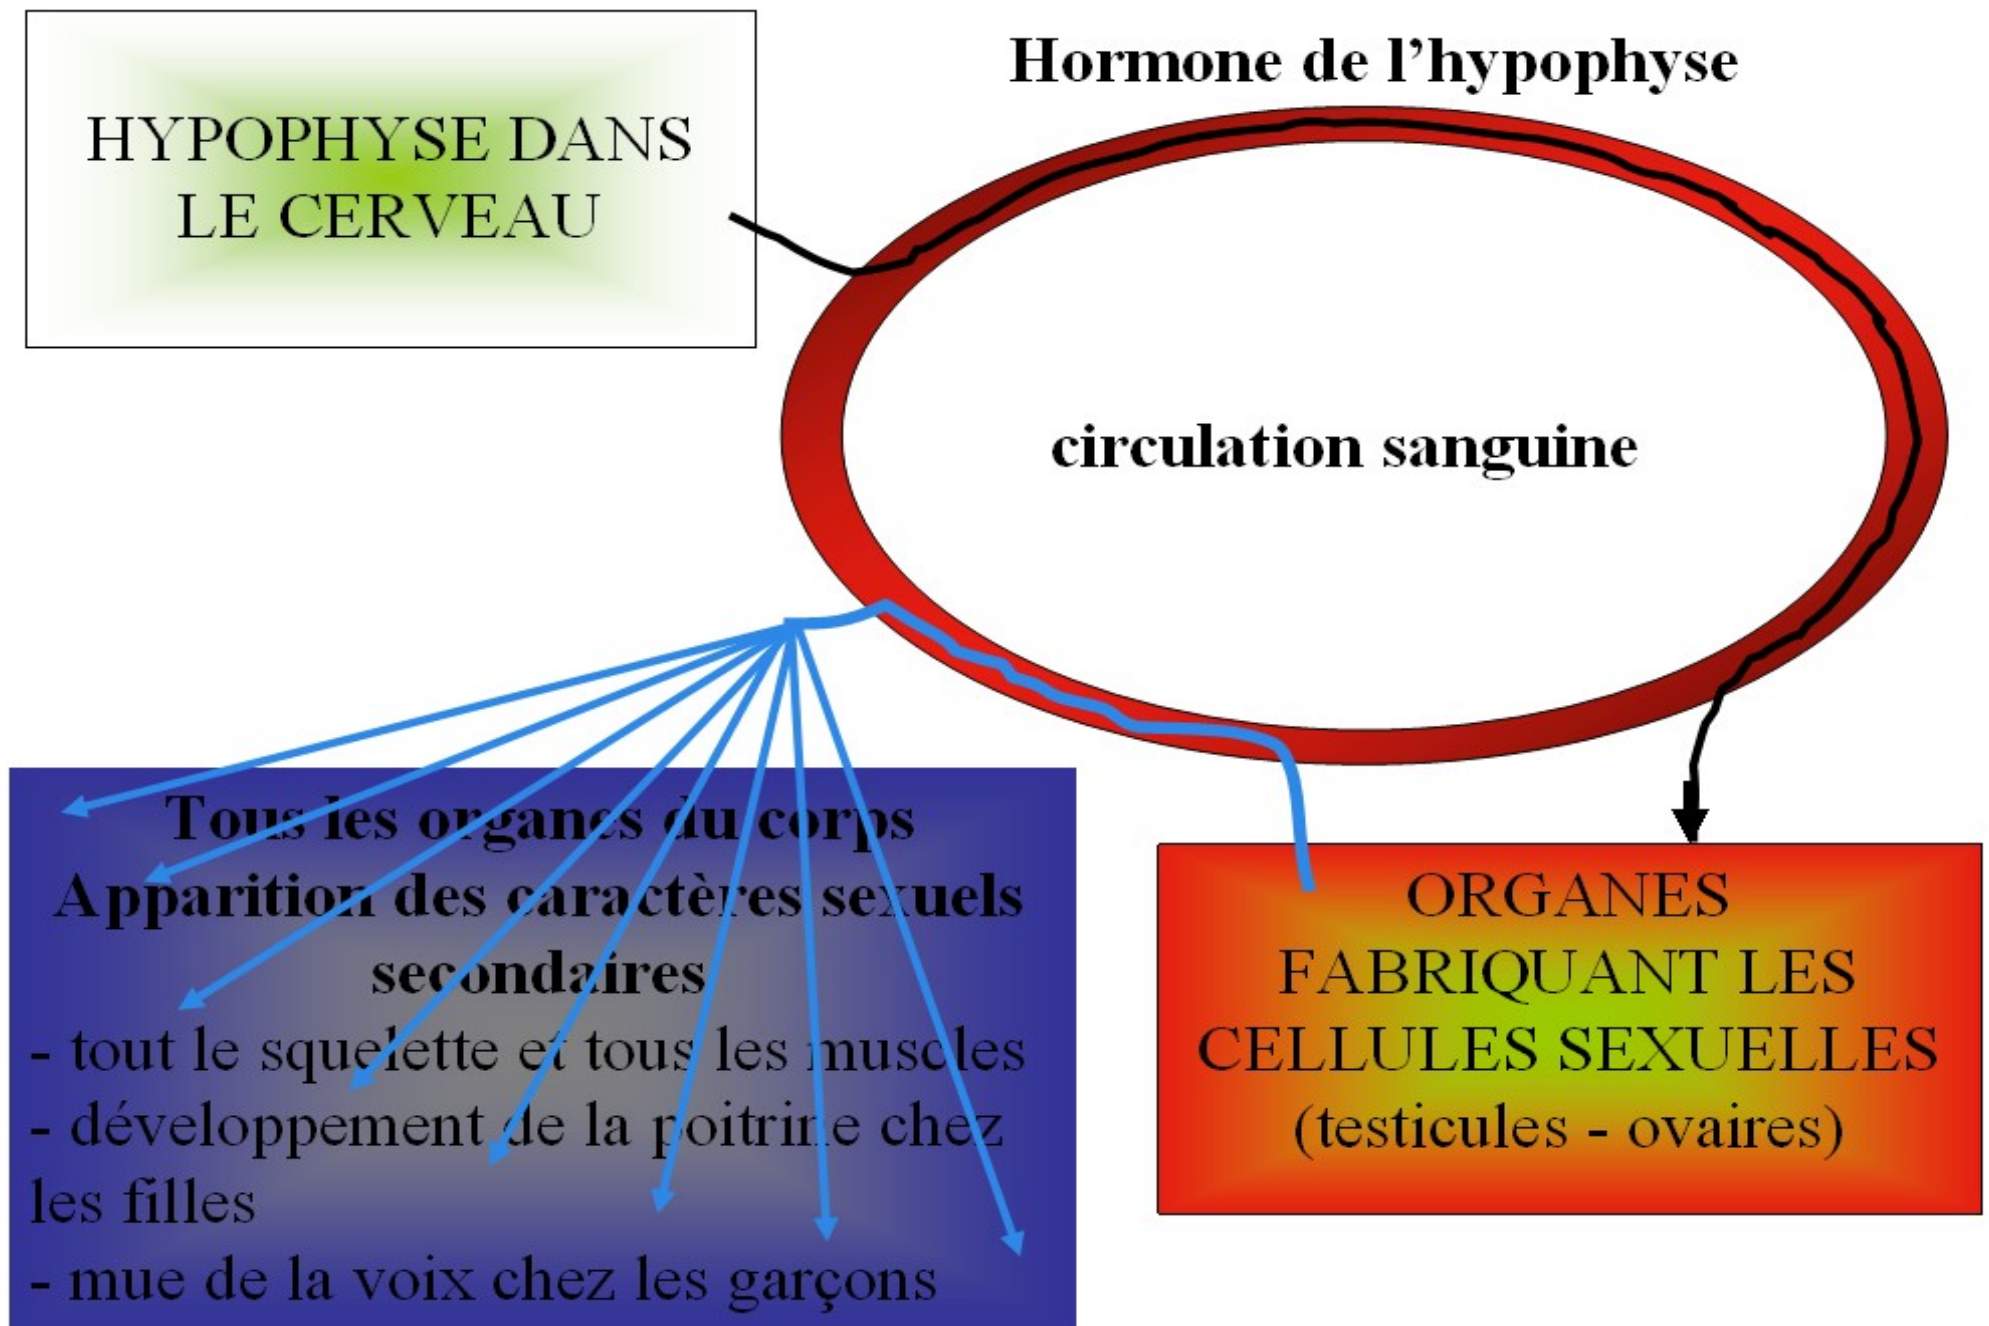 HYPOPHYSE DANS
LE CERVEAU
Hormone de l’hypophyse
circulation sanguine
Tous les organes du corps
Apparition des caractères sexuels
secondaires
- tout le squelette et tous les muscles
- développement de la poitrine chez
les filles
- mue de la voix chez les garçons
ORGANES
FABRIQUANT LES
CELLULES SEXUELLES
(testicules - ovaires)